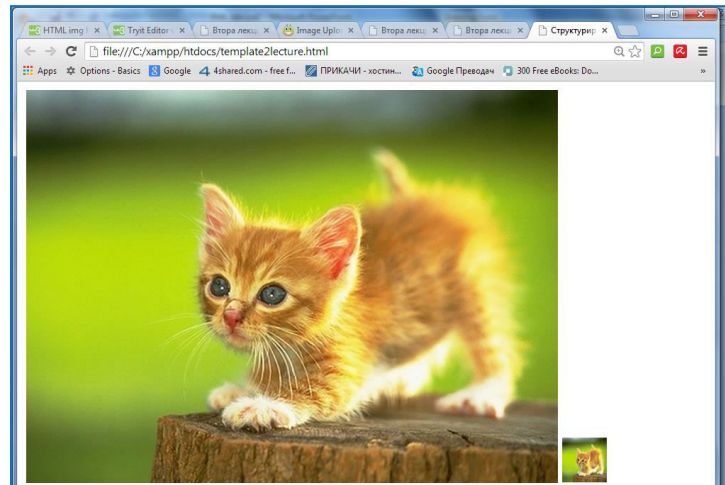 HTML img
Tryit Editor
Втора лекц
Image Uplo
Втора лекц
Втора лекц
Структурир
file:///C:/xampp/htdocs/template2lecture.html
Apps Options - Basics Google 4shared.com - free f... ПРИКАЧИ - хостин... Google Преводач 300 Free eBooks: Do... »